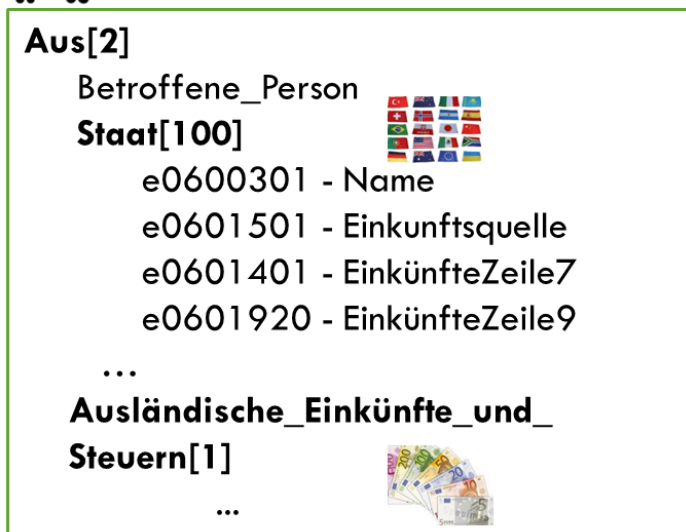 Aus[2]
Betroffene_Person
Staat[100]
e0600301 - Name
e0601501 - Einkunftsquelle
e0601401 - EinkünfteZeile7
e0601920 - EinkünfteZeile9
...
Ausländische_Einkünfte_und_
Steuern[1]
...